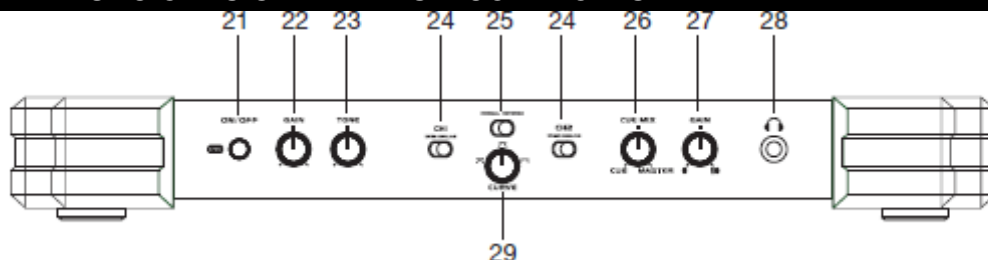 21 22 23 24 25 24 26 27 28
ON/OFF GAIN TONE CH1 CH2 CUE MIX GAIN
CUE MASTER
CURVE
29